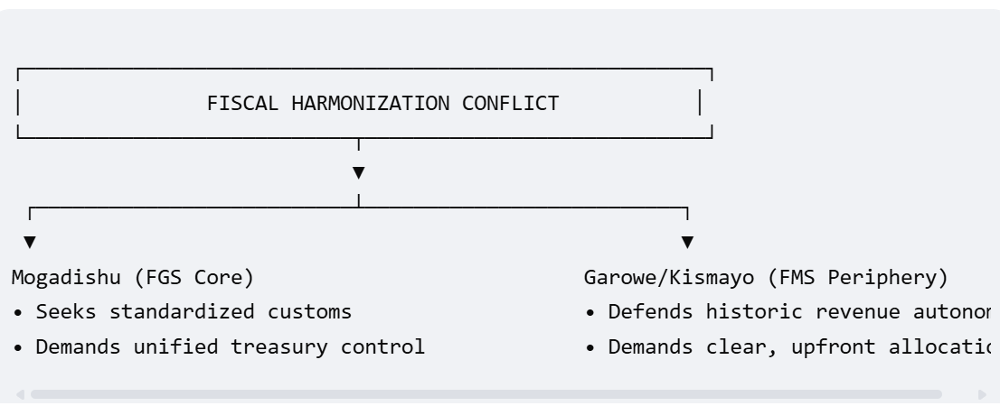 FISCAL HARMONIZATION CONFLICT
Mogadishu (FGS Core)
• Seeks standardized customs
• Demands unified treasury control
Garowe/Kismayo (FMS Periphery)
• Defends historic revenue
• Demands clear, upfront